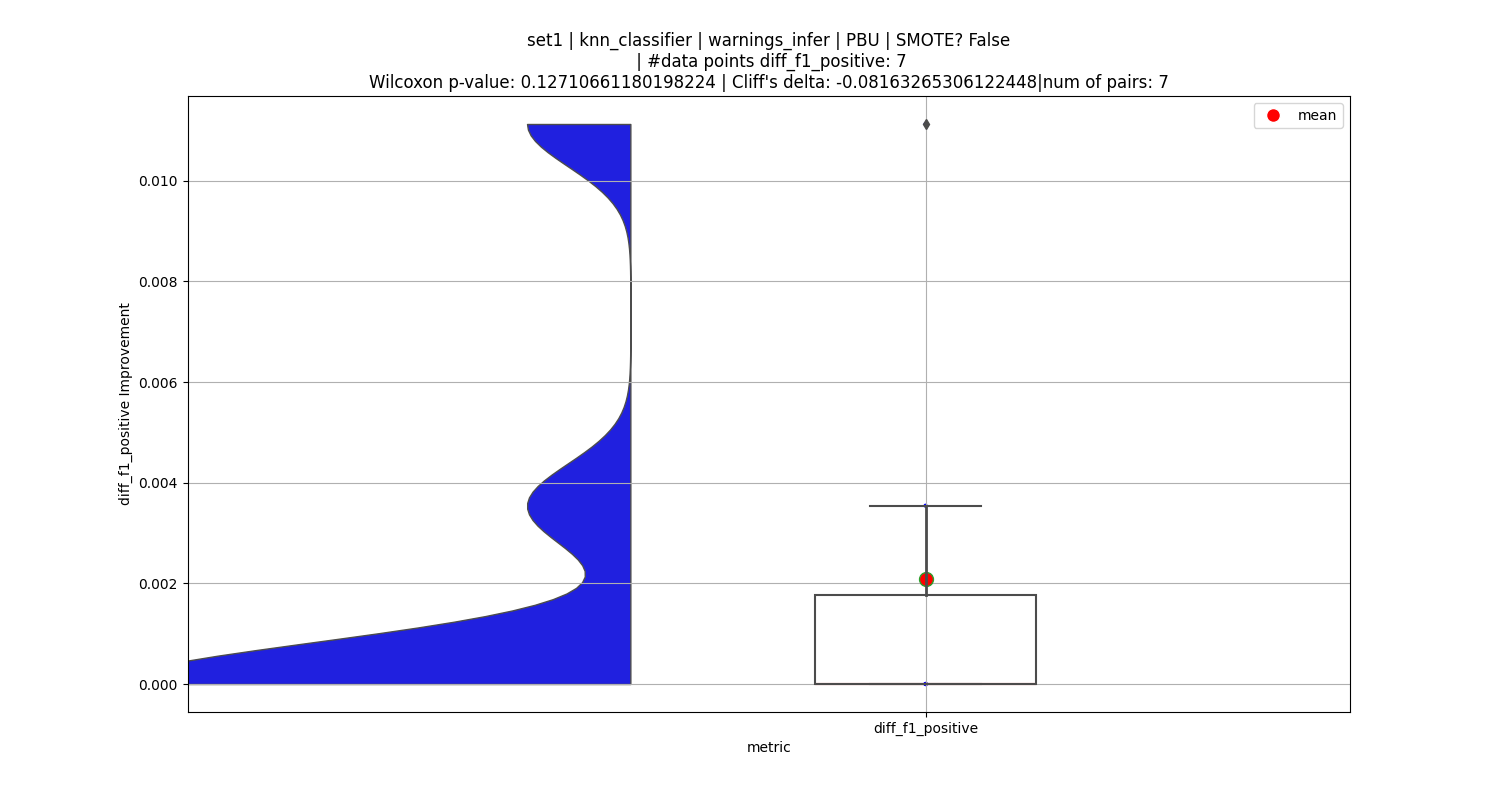 set1 | knn_classifier | warnings_infer | PBU | SMOTE? False
| #data points diff_f1_positive: 7
Wilcoxon p-value: 0.12710661180198224 | Cliff's delta: -0.08163265306122448|num of pairs: 7
mean
0.010
0.008
0.006
0.004
0.002
0.000
diff_f1_positive Improvement
diff_f1_positive
metric